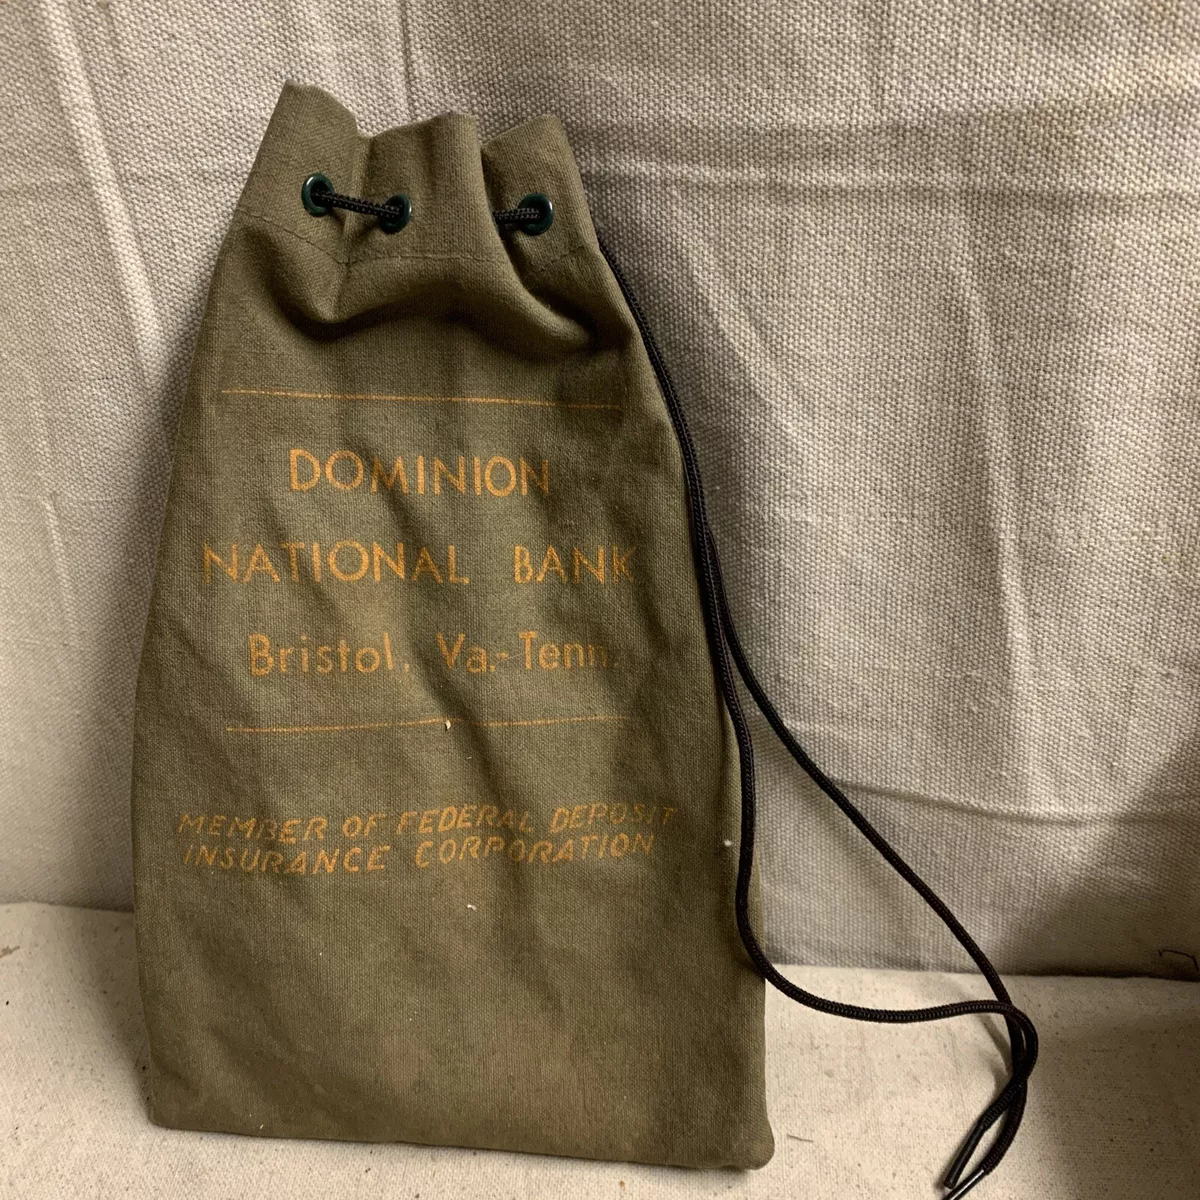 DOMINION
NATIONAL BANK
Bristol, Va.-Tenn.
MEMBER OF FEDERAL DEPOSIT
INSURANCE CORPORATION